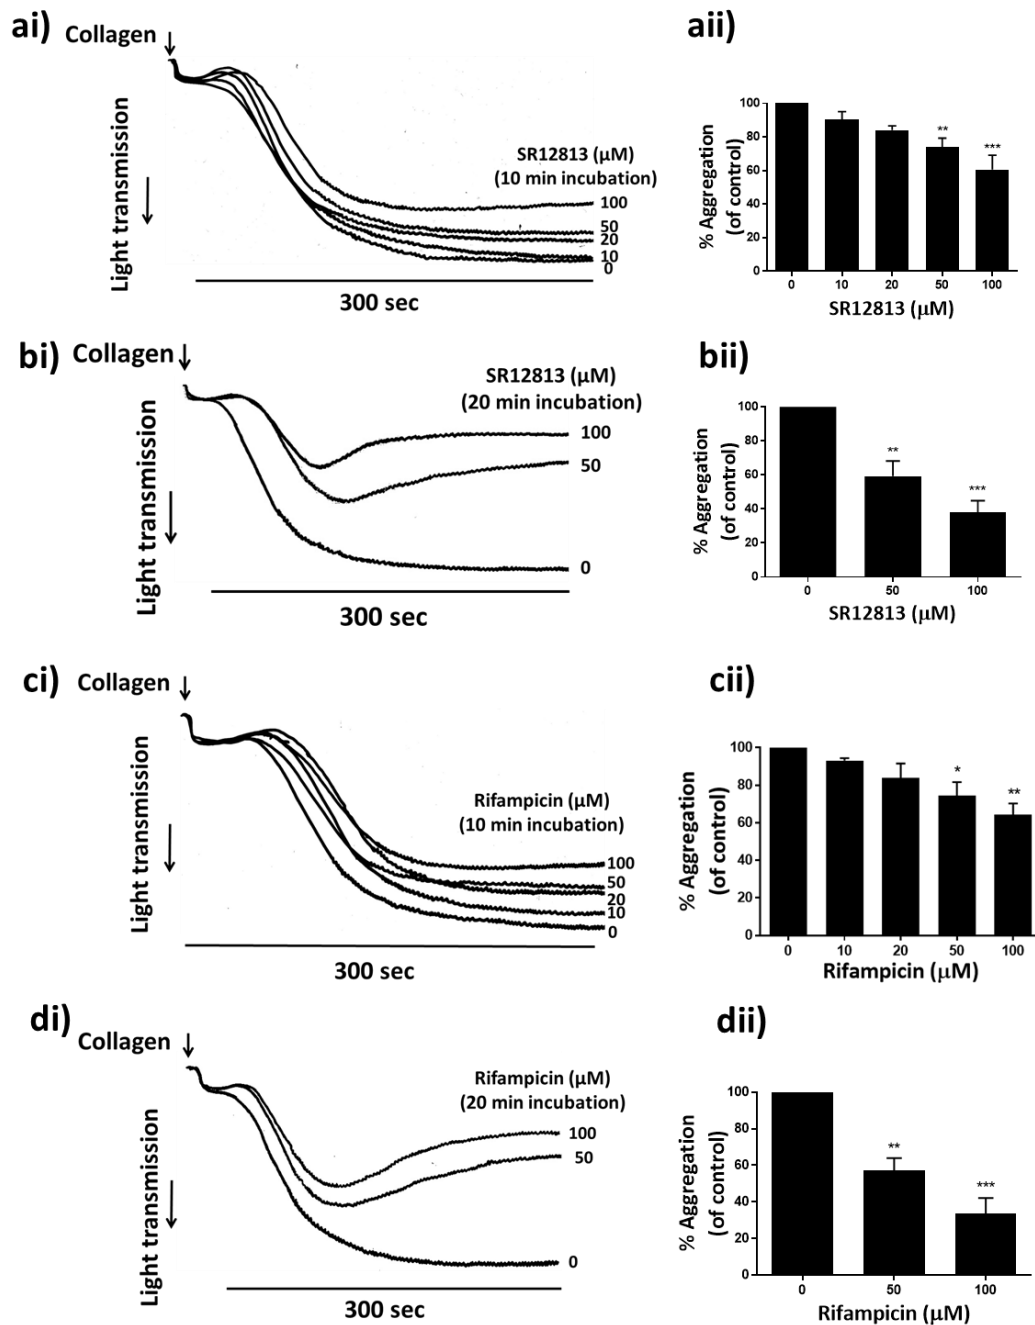 ai)
Collagen ↓
Light transmission
SR12813 (μM)
(10 min incubation)
100
50
20
10
0
300 sec
aii)
% Aggregation
(of control)
100
80
60
40
20
0
**
***
0 10 20 50 100
SR12813 (μM)
bi)
Collagen ↓
Light transmission
SR12813 (μM)
(20 min incubation)
100
50
0
300 sec
bii)
% Aggregation
(of control)
100
80
60
40
20
0
**
***
0 50 100
SR12813 (μM)
ci)
Collagen ↓
Light transmission
Rifampicin (μM)
(10 min incubation)
100
50
20
10
0
300 sec
cii)
% Aggregation
(of control)
100
80
60
40
20
0
*
**
0 10 20 50 100
Rifampicin (μM)
di)
Collagen ↓
Light transmission
Rifampicin (μM)
(20 min incubation)
100
50
0
300 sec
dii)
% Aggregation
(of control)
100
80
60
40
20
0
**
***
0 50 100
Rifampicin (μM)